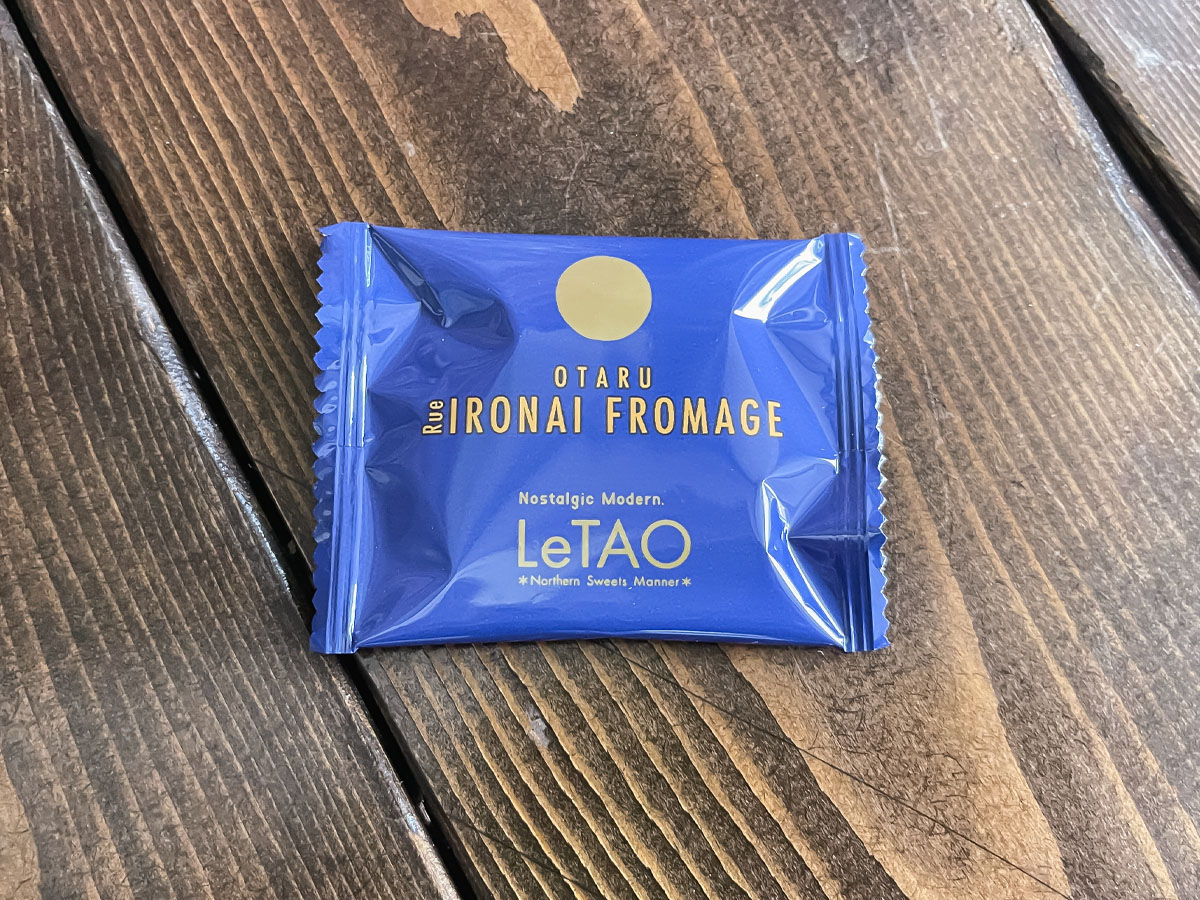 OTARU
Rue IRONAI FROMAGE
Nostalgic Modern.
LeTAO
*Northern Sweets Manner*